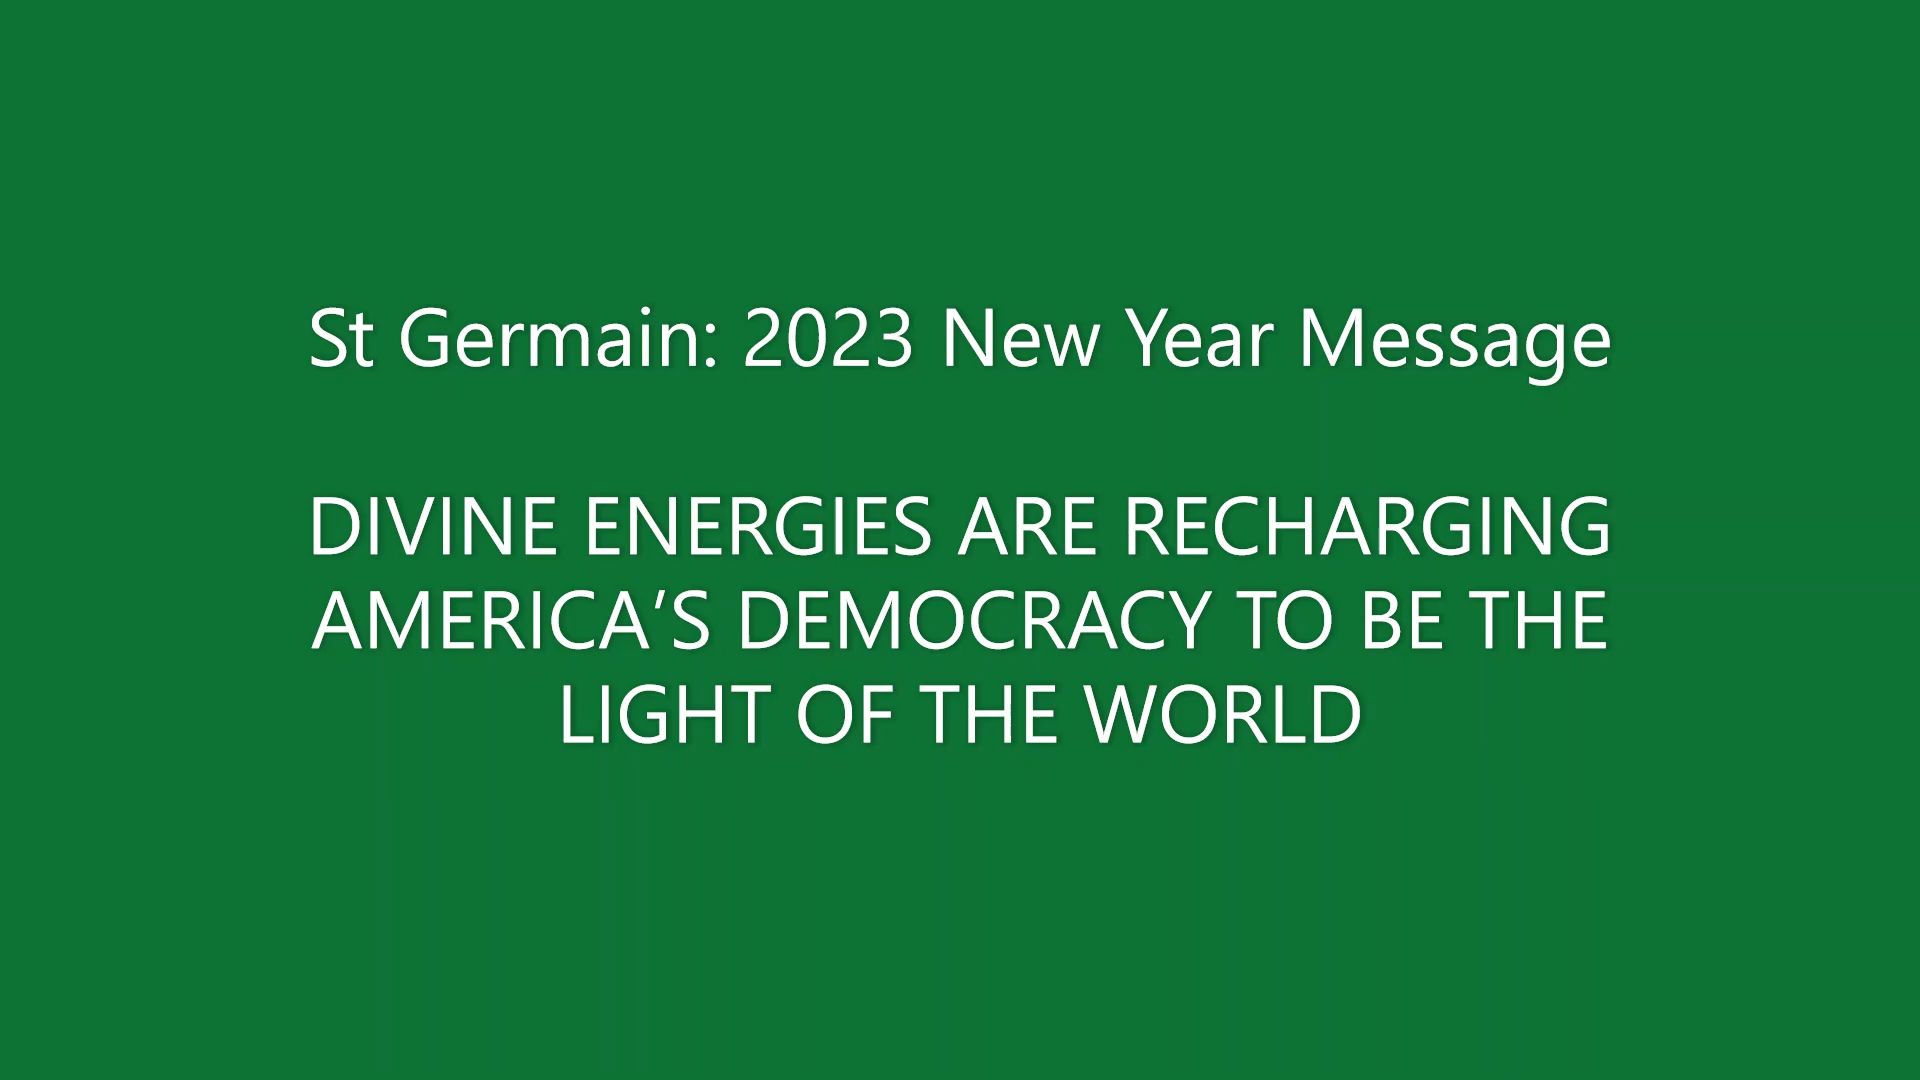 St Germain: 2023 New Year Message
DIVINE ENERGIES ARE RECHARGING
AMERICA’S DEMOCRACY TO BE THE
LIGHT OF THE WORLD